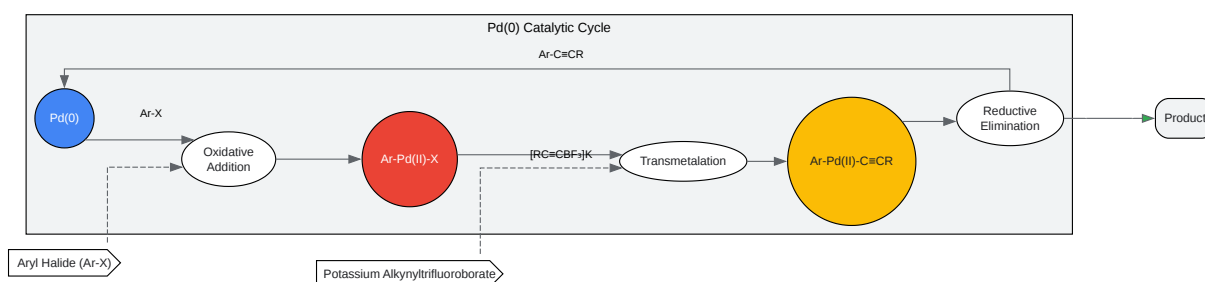 Pd(0) Catalytic Cycle
Ar-C≡CR
Pd(0)
Ar-X
Oxidative
Addition
Ar-Pd(II)-X
[RC≡CBF₃]K
Transmetalation
Ar-Pd(II)-C≡CR
Reductive
Elimination
Product
Aryl Halide (Ar-X)
Potassium Alkynyltrifluoroborate